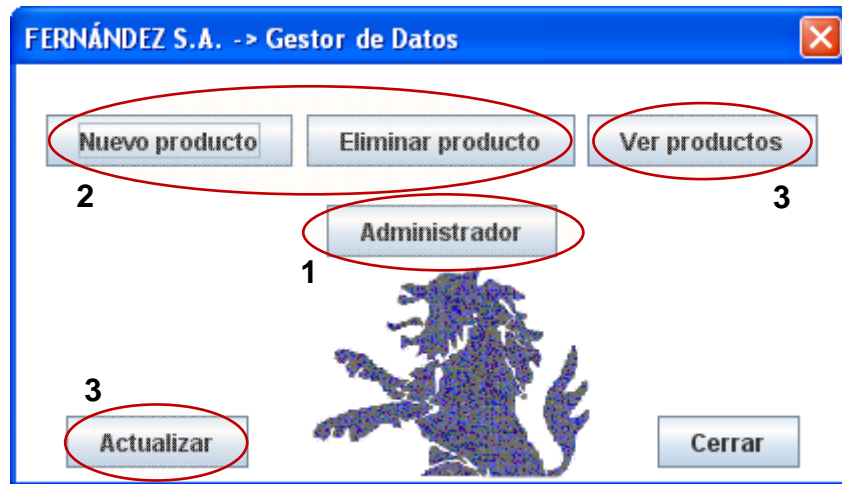 FERNÁNDEZ S.A. -> Gestor de Datos
Nuevo producto Eliminar producto Ver productos
2 3
Administrador
1
3
Actualizar Cerrar